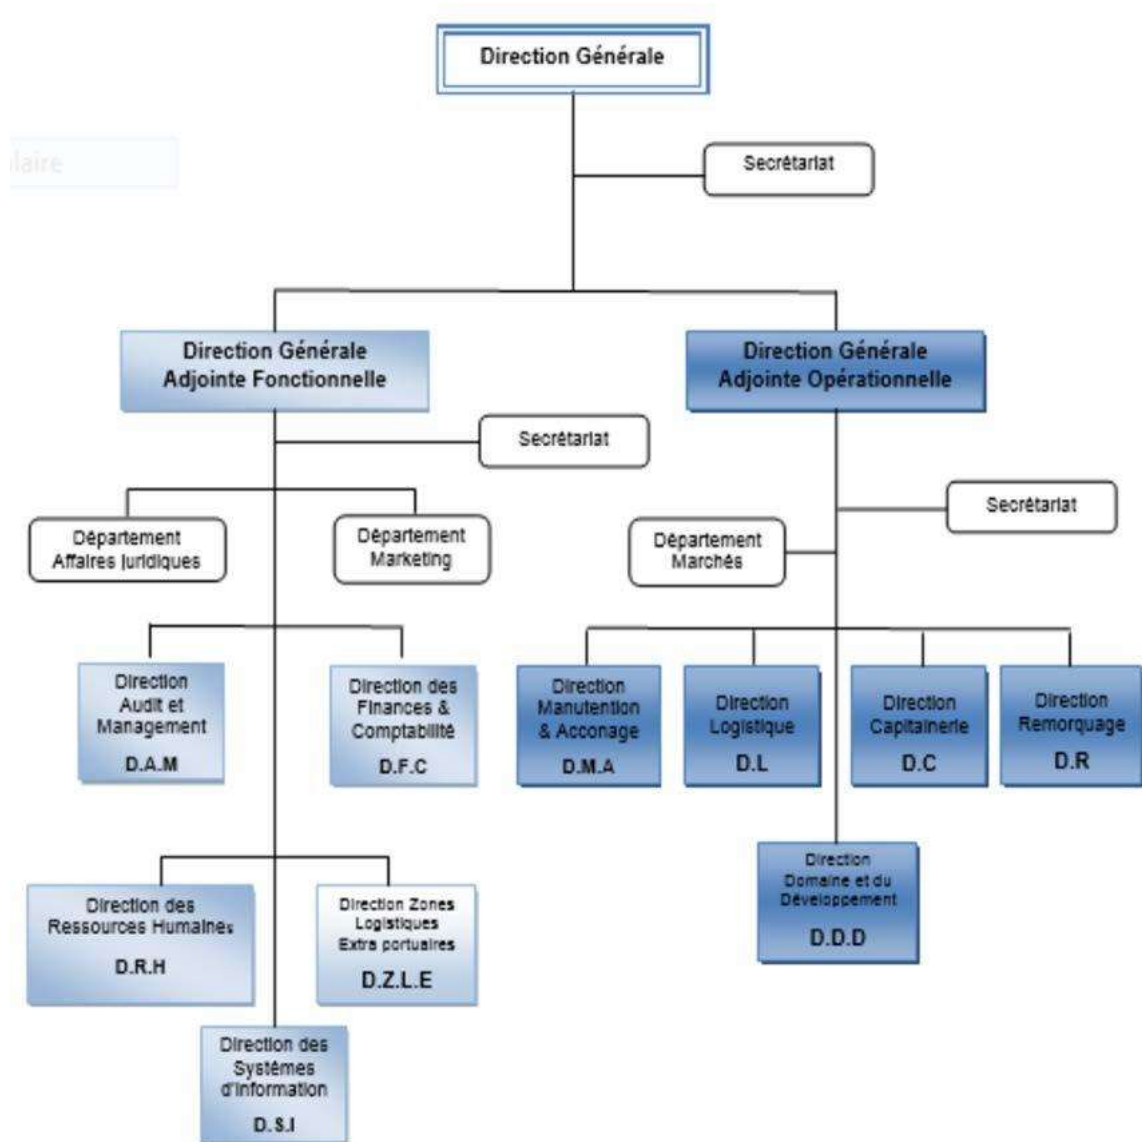 Direction Générale
Secrétariat
Direction Générale
Adjointe Fonctionnelle
Direction Générale
Adjointe Opérationnelle
Secrétariat
Secrétariat
Département
Affaires juridiques
Département
Marketing
Département
Marchés
Direction
Audit et
Management
D.A.M
Direction des
Finances &
Comptabilité
D.F.C
Direction
Manutention
& Acconage
D.M.A
Direction
Logistique
D.L
Direction
Capitainerie
D.C
Direction
Remorquage
D.R
Direction des
Ressources Humaines
D.R.H
Direction Zones
Logistiques
Extra portuaires
D.Z.L.E
Direction
Domaine et du
Développement
D.D.D
Direction des
Systèmes
d'Information
D.S.I